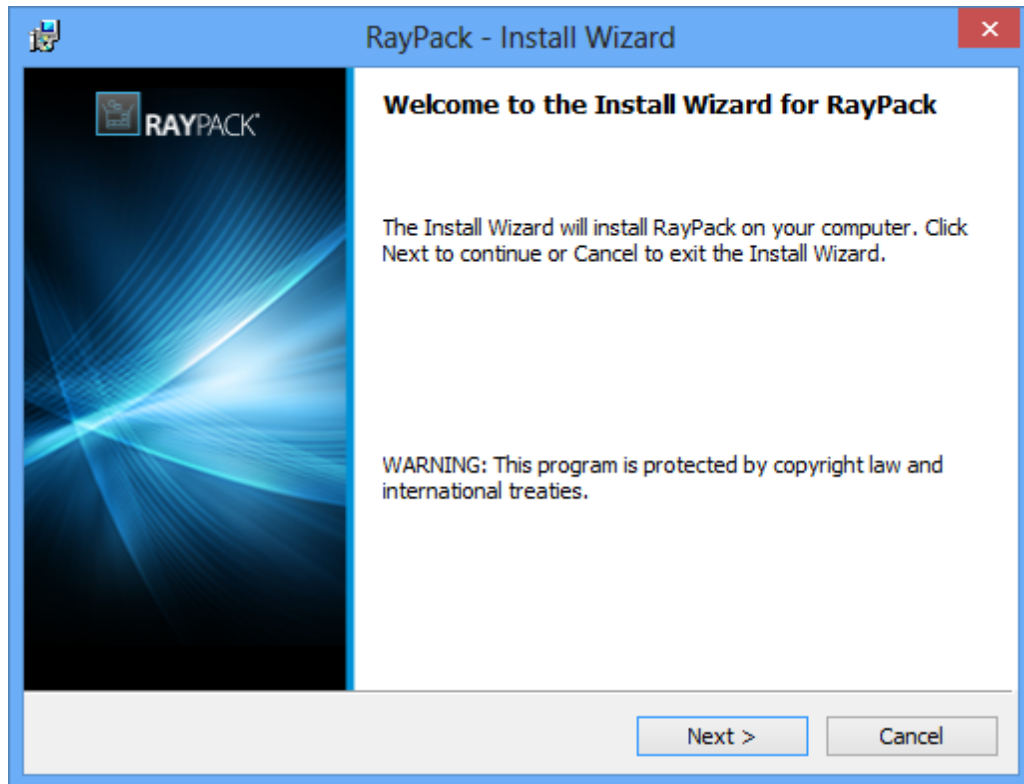 RayPack - Install Wizard
RAYPACK
Welcome to the Install Wizard for RayPack
The Install Wizard will install RayPack on your computer. Click
Next to continue or Cancel to exit the Install Wizard.
WARNING: This program is protected by copyright law and
international treaties.
Next >
Cancel